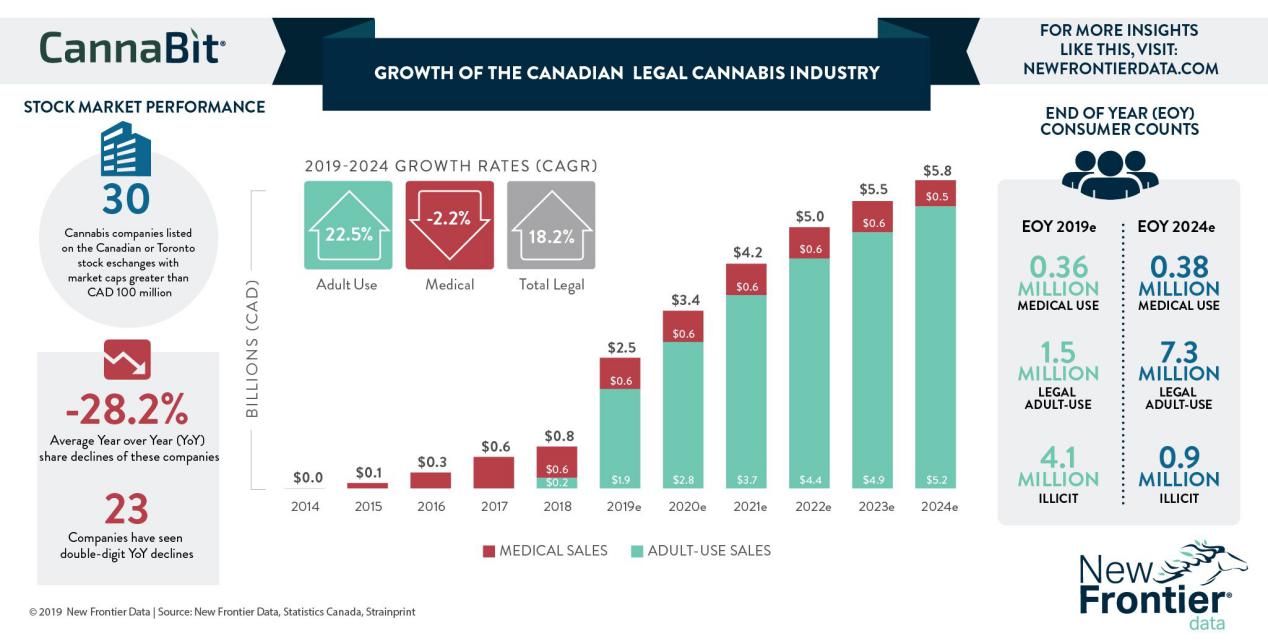 CannaBit®
GROWTH OF THE CANADIAN LEGAL CANNABIS INDUSTRY
FOR MORE INSIGHTS
LIKE THIS, VISIT:
NEWFRONTIERDATA.COM
STOCK MARKET PERFORMANCE
30
Cannabis companies listed
on the Canadian or Toronto
stock eschanges with
market caps greater than
CAD 100 million
-28.2%
Average Year over Year (YoY)
share declines of these companies
23
Companies have seen
double-digit YoY declines
2019-2024 GROWTH RATES (CAGR)
22.5%
-2.2%
18.2%
Adult Use
Medical
Total Legal
BILLIONS (CAD)
$0.0
$0.1
$0.3
$0.6
$0.8
$0.6
$0.2
$2.5
$0.6
$1.9
$3.4
$0.6
$2.8
$4.2
$0.6
$3.7
$5.0
$0.6
$4.4
$5.5
$0.6
$4.9
$5.8
$0.5
$5.2
2014
2015
2016
2017
2018
2019e
2020e
2021e
2022e
2023e
2024e
MEDICAL SALES
ADULT-USE SALES
END OF YEAR (EOY)
CONSUMER COUNTS
EOY 2019e
0.36
MILLION
MEDICAL USE
1.5
MILLION
LEGAL
ADULT-USE
4.1
MILLION
ILLICIT
EOY 2024e
0.38
MILLION
MEDICAL USE
7.3
MILLION
LEGAL
ADULT-USE
0.9
MILLION
ILLICIT
New
Frontier®
data
© 2019 New Frontier Data | Source: New Frontier Data, Statistics Canada, Strainprint